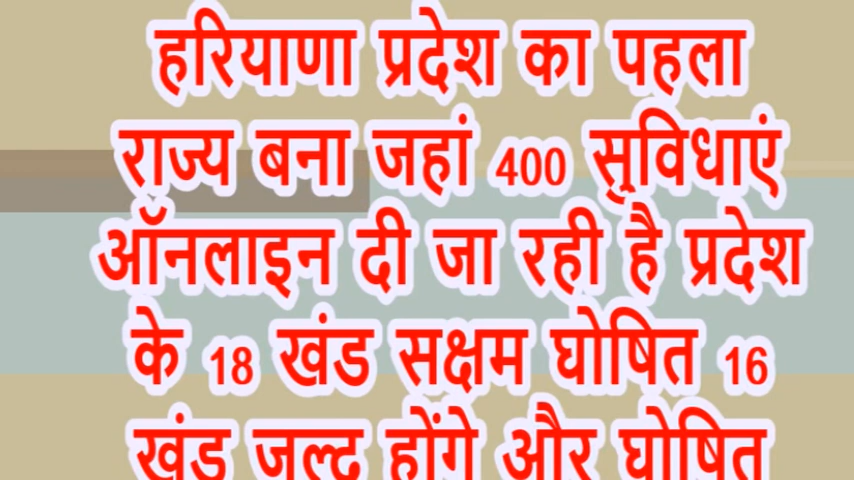 हरियाणा प्रदेश का पहला
राज्य बना जहां 400 सुविधाएं
ऑनलाइन दी जा रही है प्रदेश
के 18 खंड सक्षम घोषित 16
खंड जल्द होंगे और घोषित